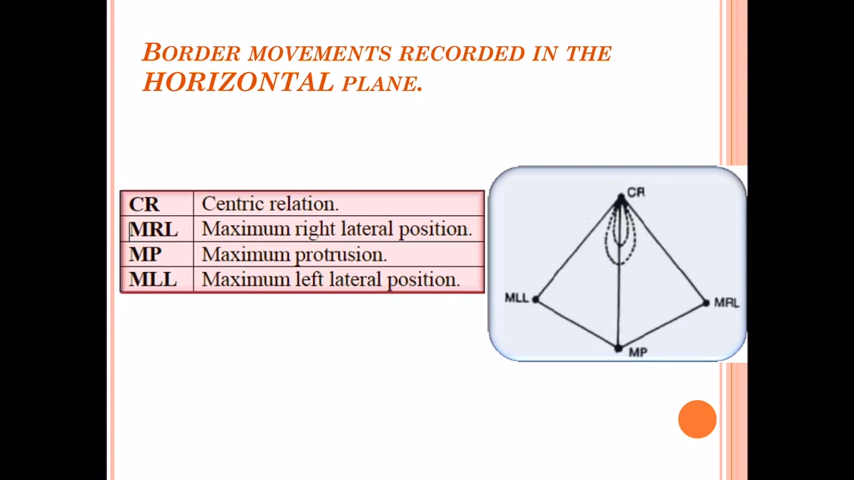 BORDER MOVEMENTS RECORDED IN THE
HORIZONTAL PLANE.
CR Centric relation.
MRL Maximum right lateral position.
MP Maximum protrusion.
MLL Maximum left lateral position.
CR
MLL
MRL
MP